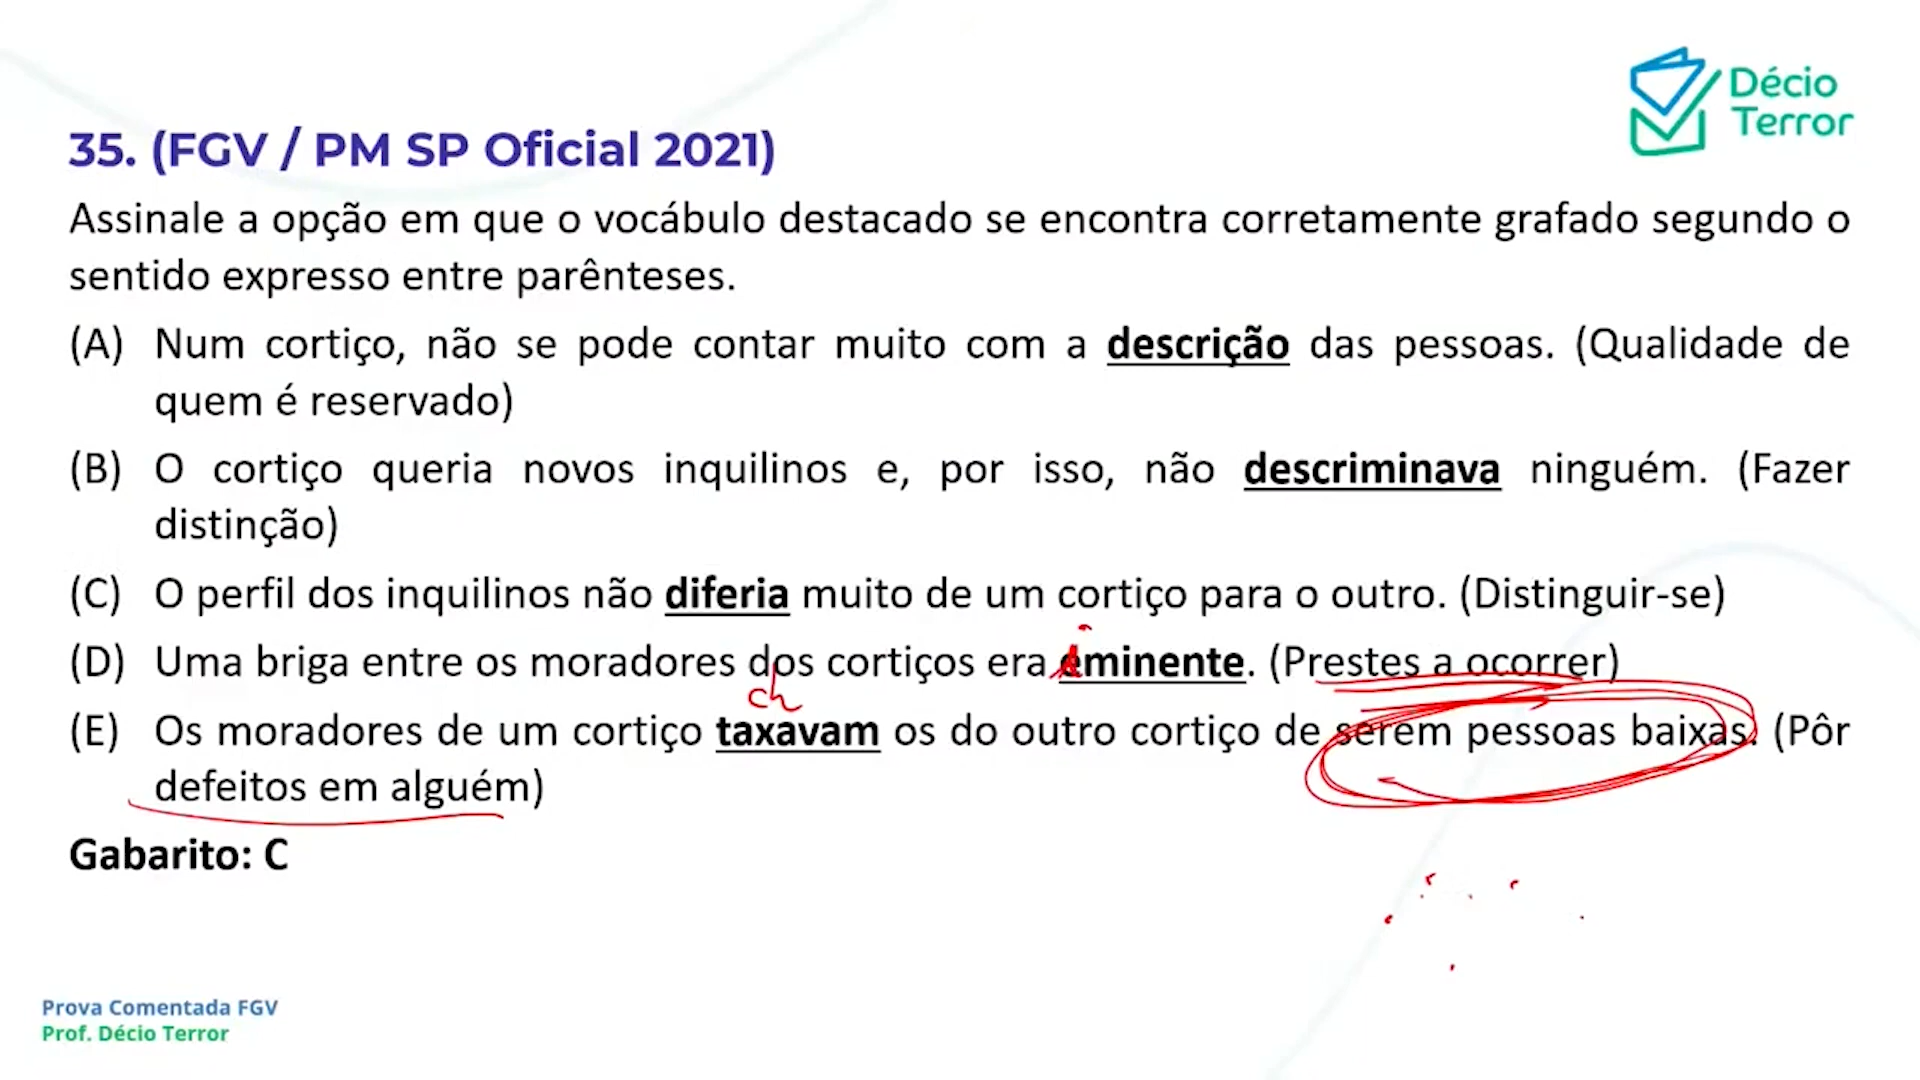 Décio
Terror
35. (FGV / PM SP Oficial 2021)
Assinale a opção em que o vocábulo destacado se encontra corretamente grafado segundo o
sentido expresso entre parênteses.
(A) Num cortiço, não se pode contar muito com a descrição das pessoas. (Qualidade de
quem é reservado)
(B) O cortiço queria novos inquilinos e, por isso, não descriminava ninguém. (Fazer
distinção)
(C) O perfil dos inquilinos não diferia muito de um cortiço para o outro. (Distinguir-se)
(D) Uma briga entre os moradores dos cortiços era eminente. (Prestes a ocorrer)
ch
(E) Os moradores de um cortiço taxavam os do outro cortiço de serem pessoas baixas. (Pôr
defeitos em alguém)
Gabarito: C
Prova Comentada FGV
Prof. Décio Terror